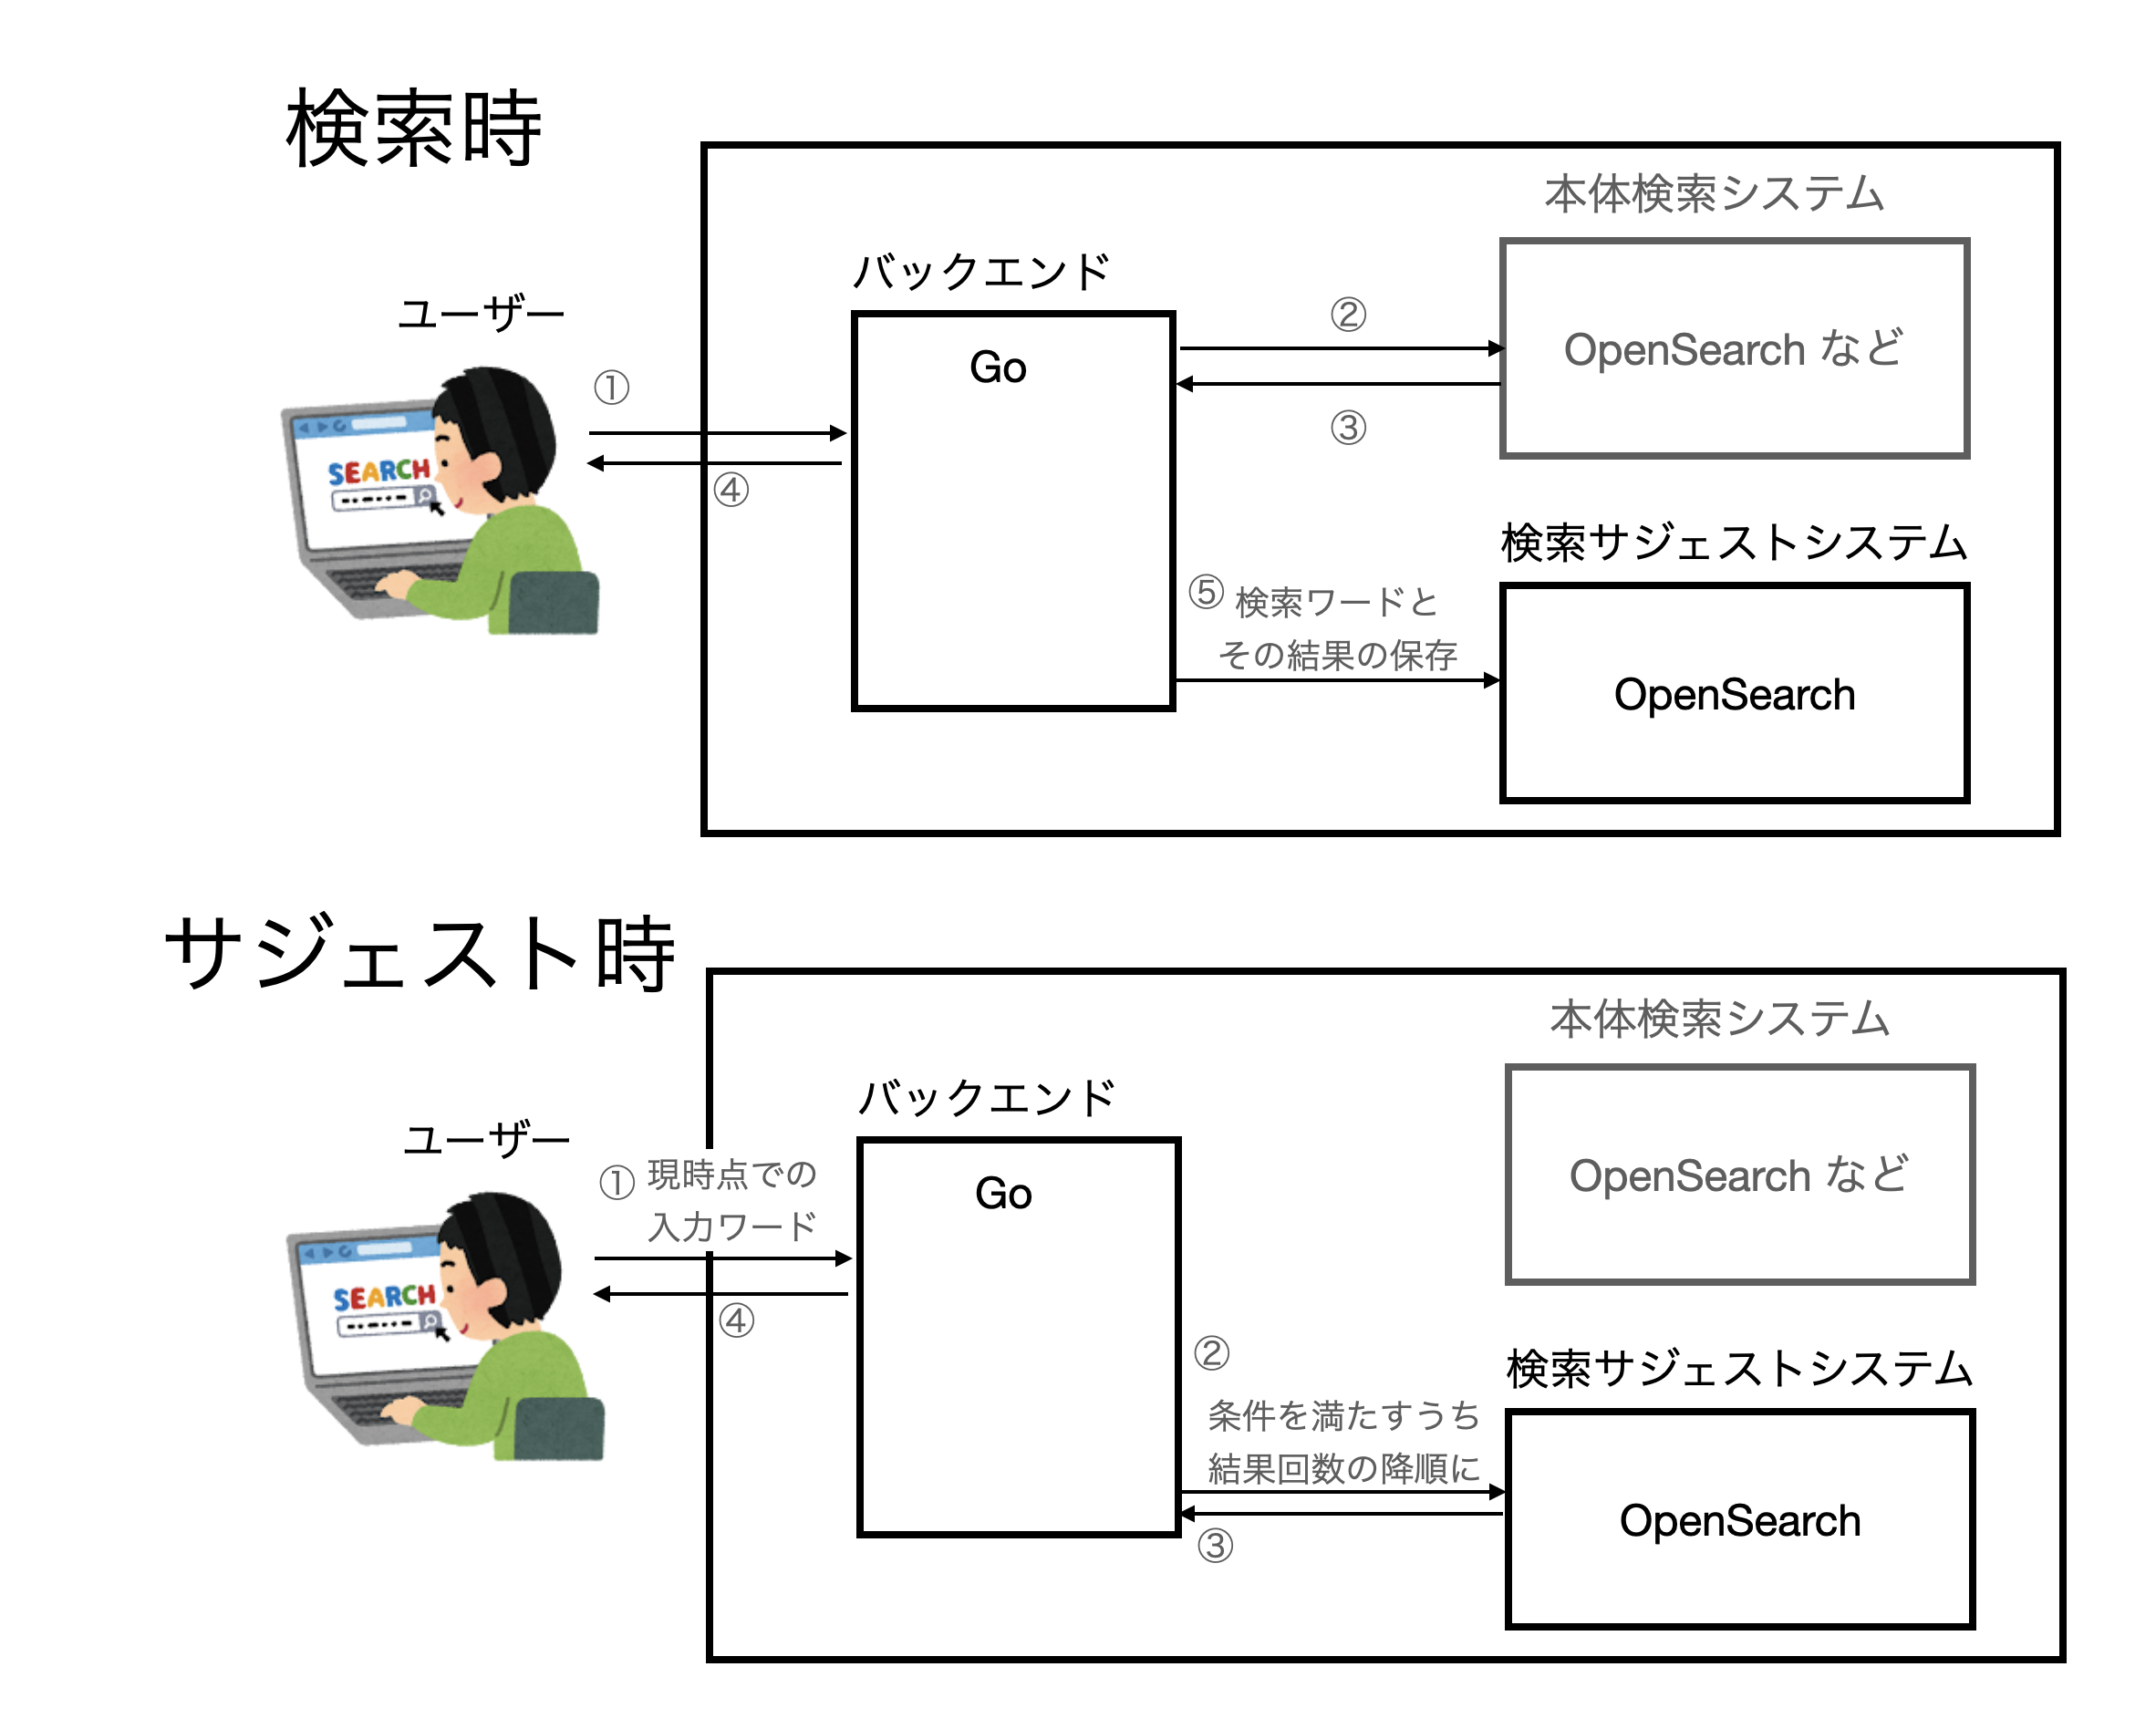 検索時
本体検索システム
バックエンド
ユーザー
Go
OpenSearch など
①
②
③
④
SEARCH
検索サジェストシステム
⑤ 検索ワードと
その結果の保存
OpenSearch
サジェスト時
本体検索システム
バックエンド
ユーザー
Go
OpenSearch など
① 現時点での
入力ワード
④
SEARCH
検索サジェストシステム
②
条件を満たすうち
結果回数の降順に
③
OpenSearch